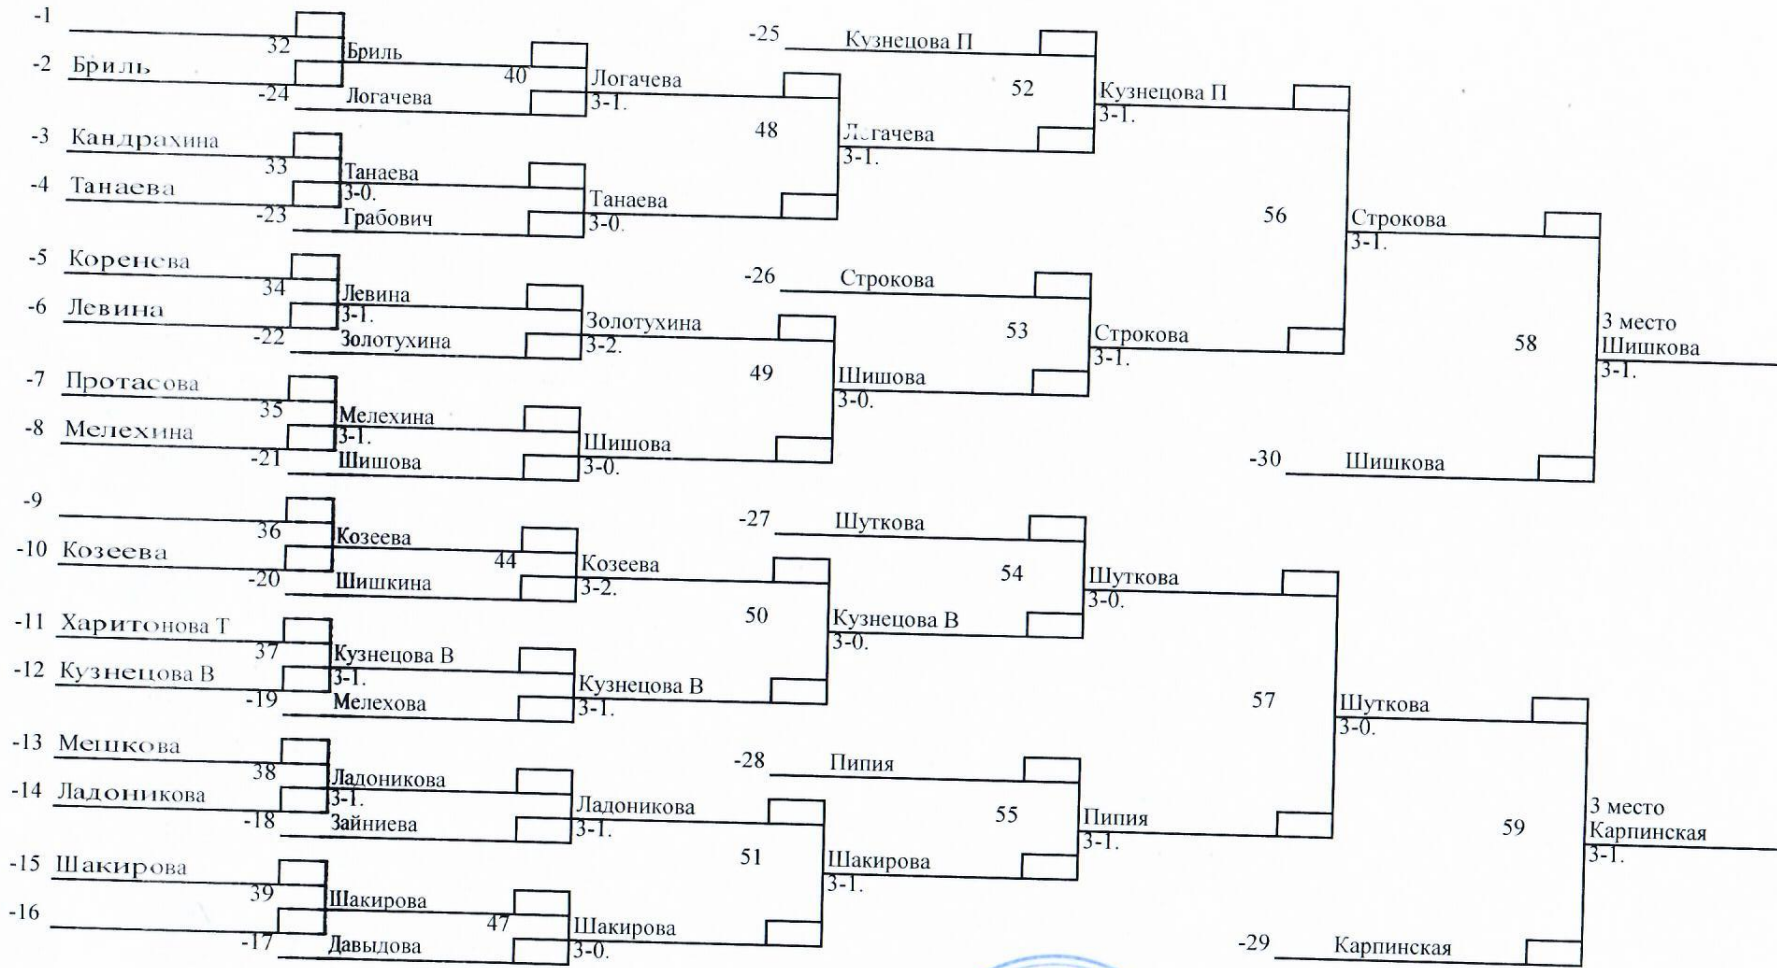 -1
32
Бриль
-2 Бриль
40
Логачева
3-1.
-24 Логачева
-3 Кандрахина
33
Танаева
3-0.
-4 Танаева
-23 Грабович
Танаева
3-0.
48
Логачева
3-1.
-25 Кузнецова П
52
Кузнецова П
3-1.
-5 Коренева
34
Левина
3-1.
-6 Левина
-22 Золотухина
Золотухина
3-2.
-7 Протасова
35
Мелехина
3-1.
-8 Мелехина
-21 Шишова
Шишова
3-0.
49
Шишова
3-0.
-26 Строкова
53
Строкова
3-1.
56
Строкова
3-1.
58
3 место
Шишкова
3-1.
-30 Шишкова
-9
36
Козеева
-10 Козеева
44
-20 Шишкина
Козеева
3-2.
-11 Харитонова Т
37
Кузнецова В
3-1.
-12 Кузнецова В
-19 Мелехова
Кузнецова В
3-1.
50
Кузнецова В
3-0.
-27 Шуткова
54
Шуткова
3-0.
-13 Мешкова
38
Ладоникова
3-1.
-14 Ладоникова
-18 Зайниева
Ладоникова
3-1.
-15 Шакирова
39
Шакирова
-16
47
-17 Давыдова
Шакирова
3-0.
51
Шакирова
3-1.
-28 Пипия
55
Пипия
3-1.
57
Шуткова
3-0.
59
3 место
Карпинская
3-1.
-29 Карпинская